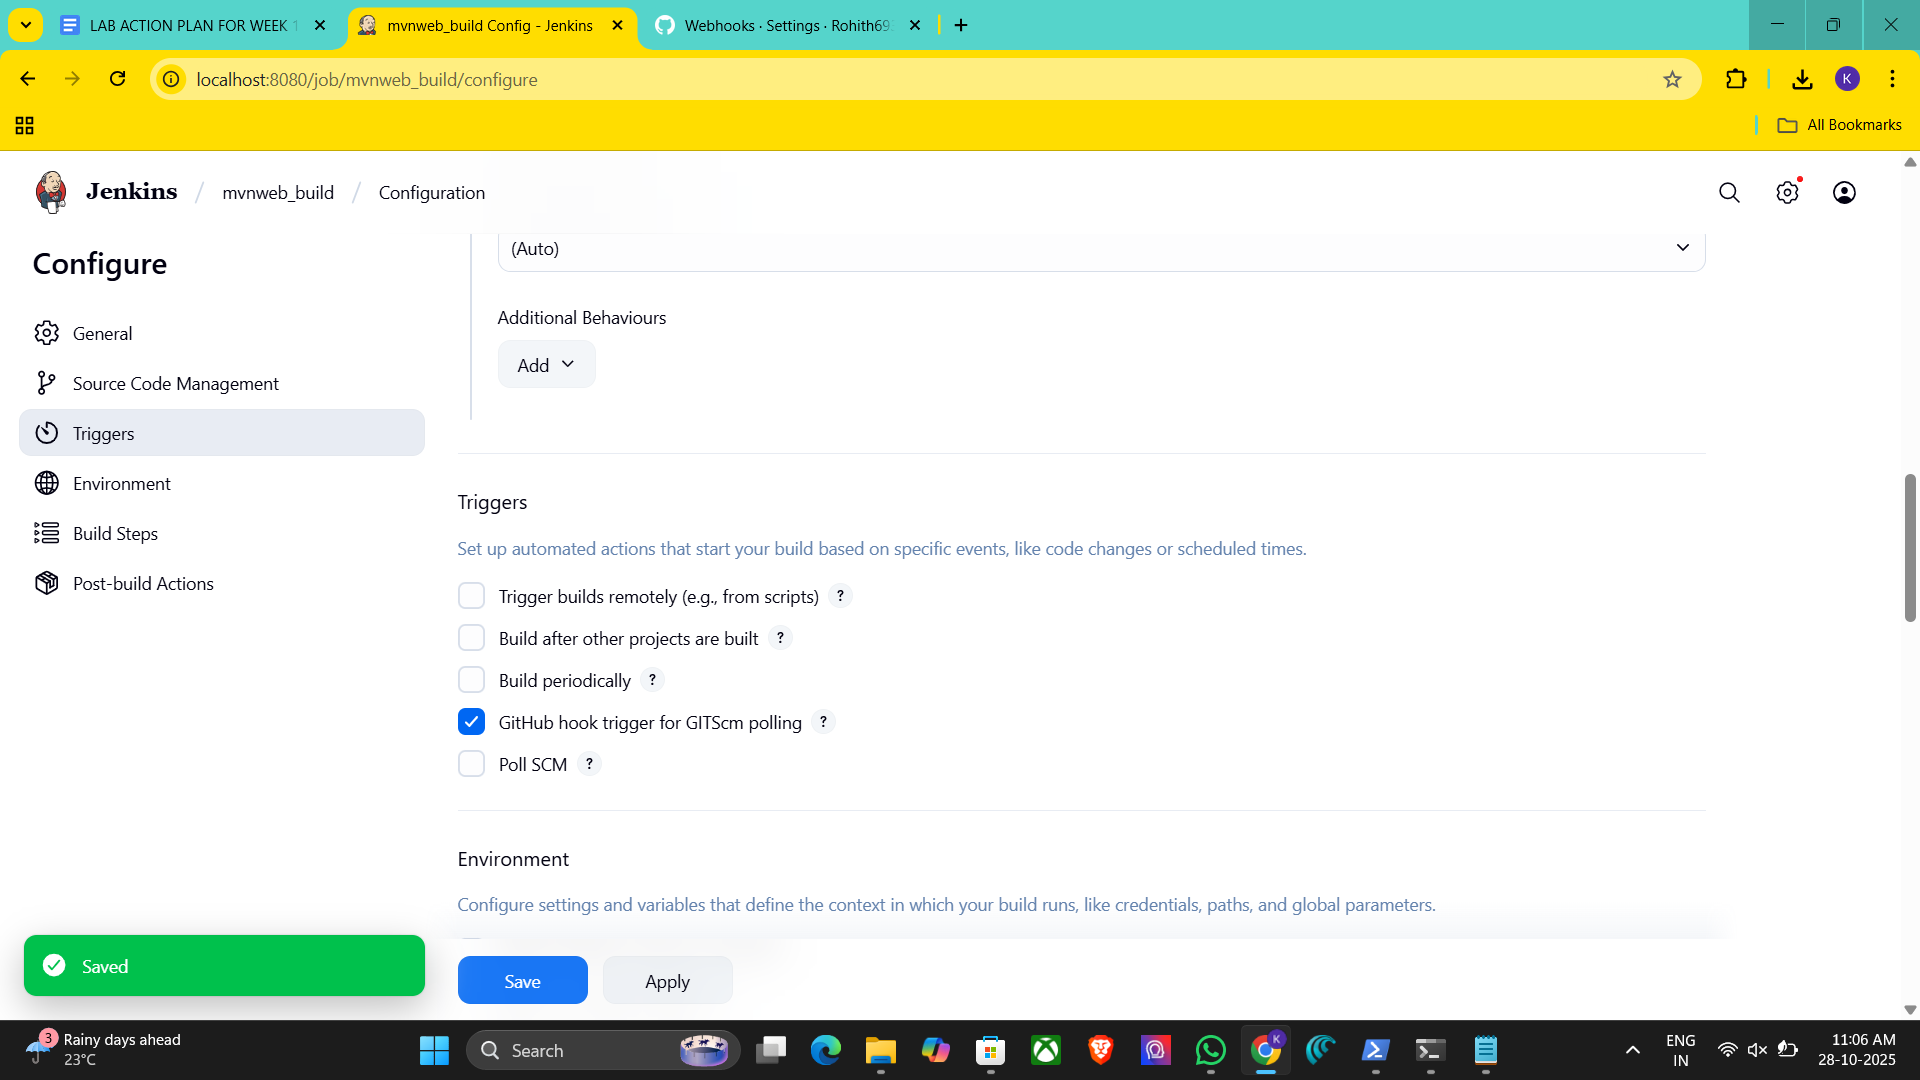 LAB ACTION PLAN FOR WEEK 1
mvnweb_build Config - Jenkins
Webhooks · Settings · Rohith69
localhost:8080/job/mvnweb_build/configure
K
All Bookmarks
Jenkins / mvnweb_build / Configuration
Configure
General
Source Code Management
Triggers
Environment
Build Steps
Post-build Actions
(Auto)
Additional Behaviours
Add
Triggers
Set up automated actions that start your build based on specific events, like code changes or scheduled times.
Trigger builds remotely (e.g., from scripts) ?
Build after other projects are built ?
Build periodically ?
GitHub hook trigger for GITScm polling ?
Poll SCM ?
Environment
Configure settings and variables that define the context in which your build runs, like credentials, paths, and global parameters.
Saved
Save
Apply
3
Rainy days ahead
23°C
Search
K
ENG
IN
11:06 AM
28-10-2025